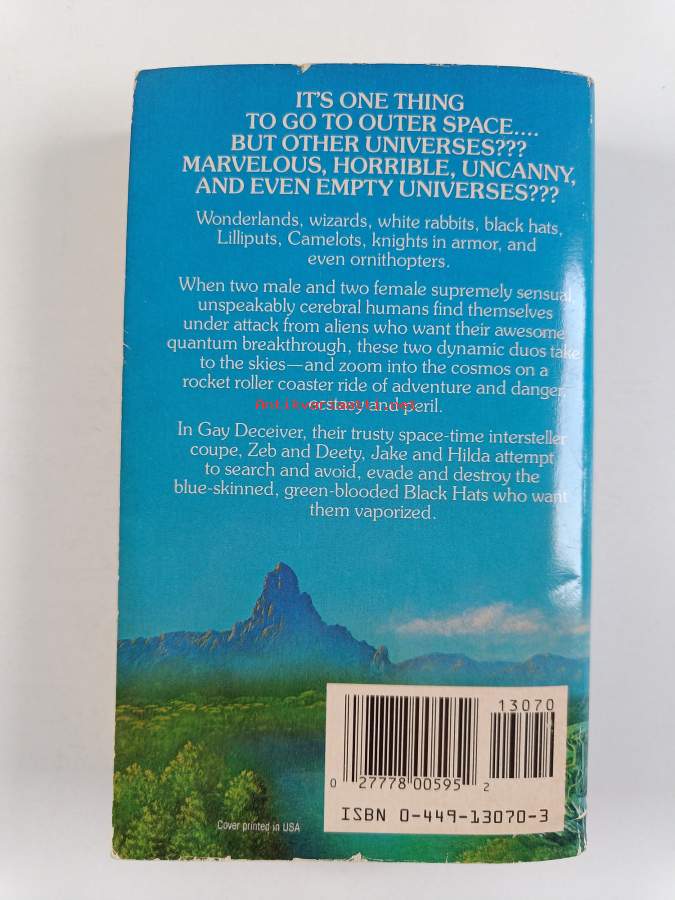 IT'S ONE THING
TO GO TO OUTER SPACE....
BUT OTHER UNIVERSES???
MARVELOUS, HORRIBLE, UNCANNY,
AND EVEN EMPTY UNIVERSES???
Wonderlands, wizards, white rabbits, black hats,
Lilliputs, Camelots, knights in armor, and
even ornithopters.
When two male and two female supremely sensual,
unspeakably cerebral humans find themselves
under attack from aliens who want their awesome
quantum breakthrough, these two dynamic duos take
to the skies—and zoom into the cosmos on a
rocket roller coaster ride of adventure and danger,
ecstasy and peril.
Antikvariaatti.net
In Gay Deceiver, their trusty space-time intersteller
coupe, Zeb and Deety, Jake and Hilda attempt
to search and avoid, evade and destroy the
blue-skinned, green-blooded Black Hats who want
them vaporized.
13070
0 27778 00595 2
ISBN 0-449-13070-3
Cover printed in USA